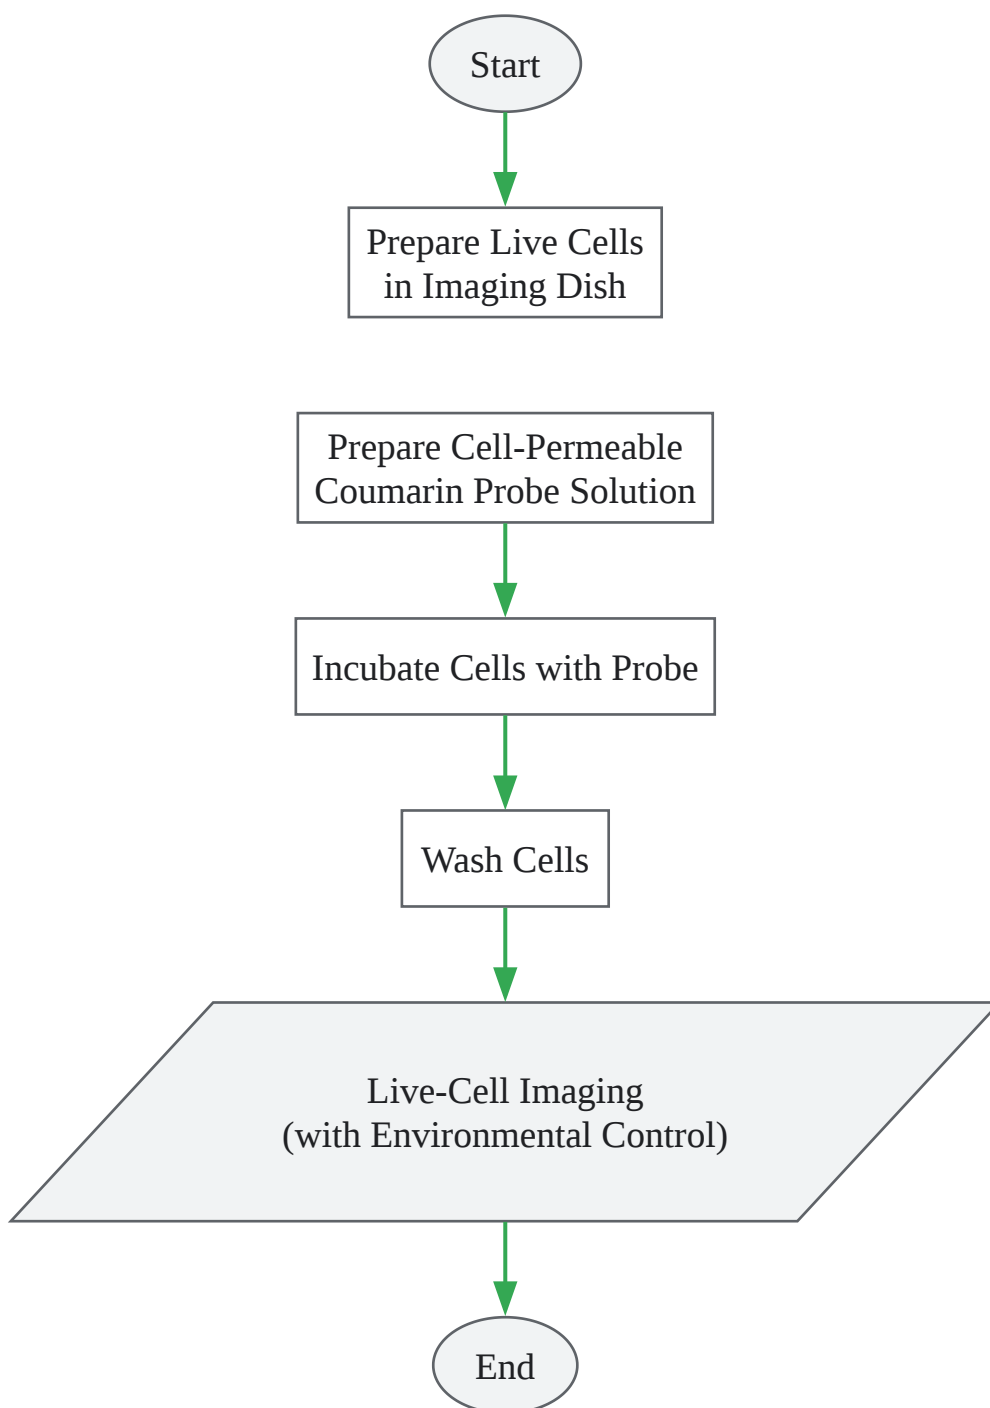 Start
Prepare Live Cells
in Imaging Dish
Prepare Cell-Permeable
Coumarin Probe Solution
Incubate Cells with Probe
Wash Cells
Live-Cell Imaging
(with Environmental Control)
End